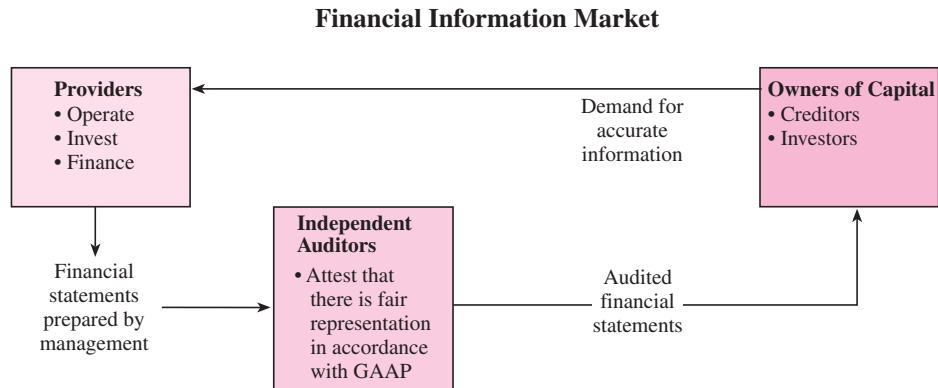 Financial Information Market
Providers
• Operate
• Invest
• Finance
Demand for
accurate
information
Owners of Capital
• Creditors
• Investors
Financial
statements
prepared by
management
Independent
Auditors
• Attest that
there is fair
representation
in accordance
with GAAP
Audited
financial
statements